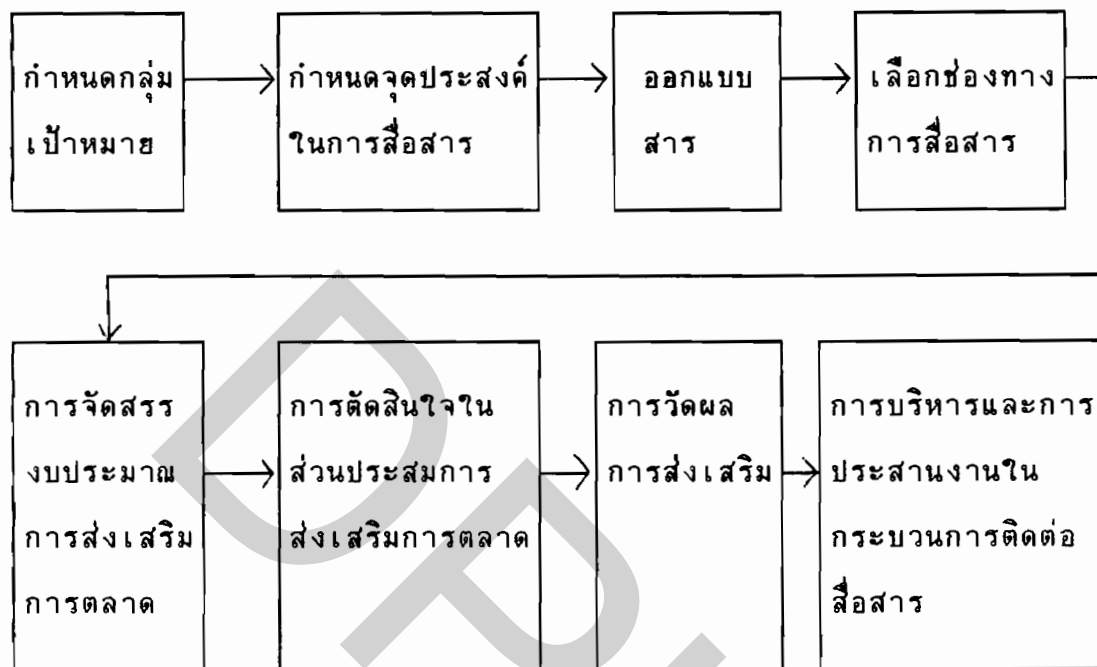 กำหนดกลุ่ม
เป้าหมาย
กำหนดจุดประสงค์
ในการสื่อสาร
ออกแบบ
สาร
เลือกช่องทาง
การสื่อสาร
การจัดสรร
งบประมาณ
การส่งเสริม
การตลาด
การตัดสินใจใน
ส่วนประสมการ
ส่งเสริมการตลาด
การวัดผล
การส่งเสริม
การบริหารและการ
ประสานงานใน
กระบวนการติดต่อ
สื่อสาร